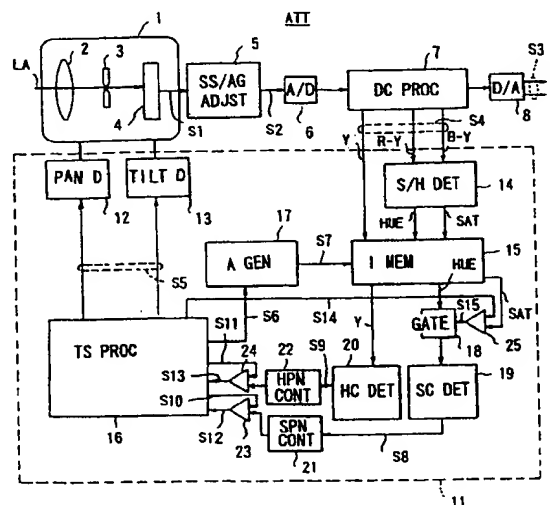 ATT
1
2
3
4
LA
S1
5
SS/AG
ADJST
S2
A/D
6
7
DC PROC
S3
D/A
8
Y
R-Y
B-Y
S4
S/H DET
14
HUE
SAT
PAN D
12
TILT D
13
S5
17
A GEN
S7
I MEM
15
HUE
SAT
S6
S14
Y
S15
GATE
18
25
TS PROC
16
S11
24
S13
S10
S12
23
22
HPN
CONT
S9
20
HC DET
SC DET
19
SPN
CONT
21
S8
11